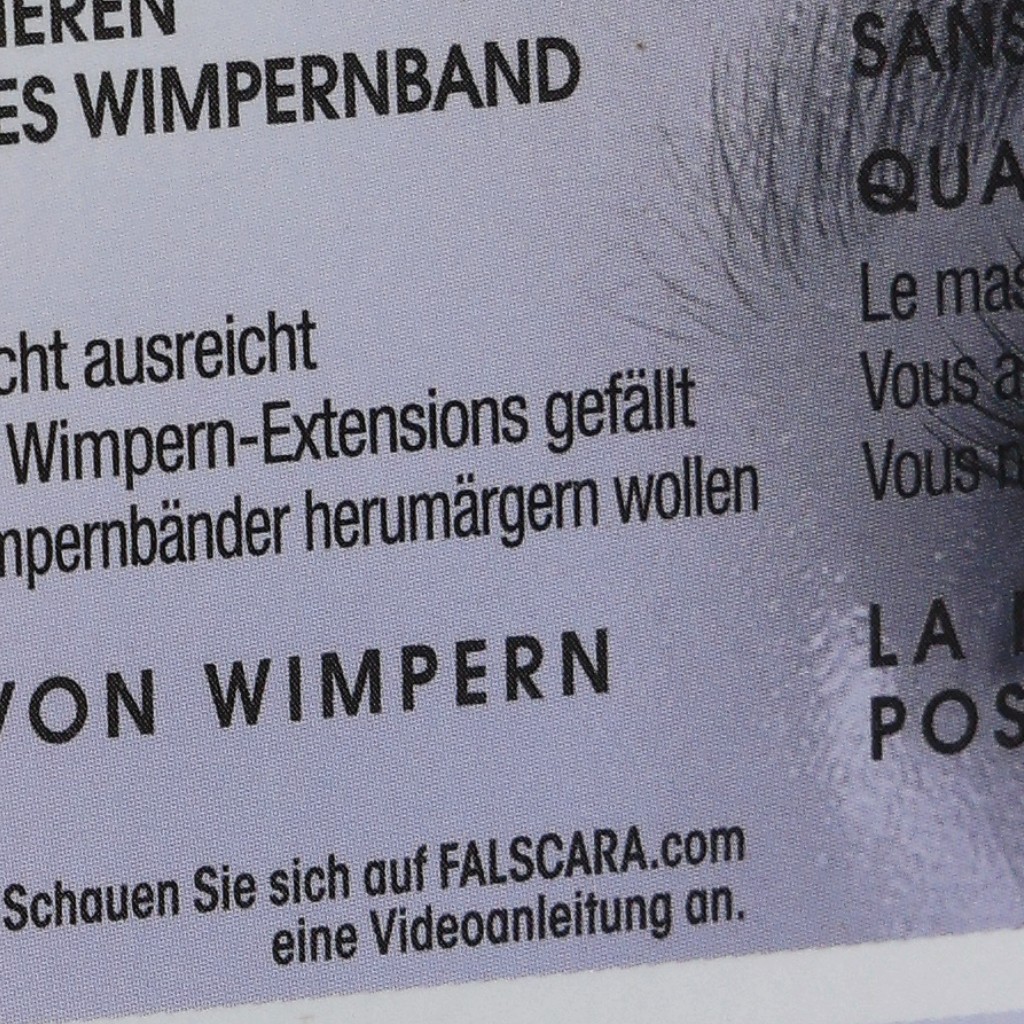 IEREN
ES WIMPERNBAND
cht ausreicht
Wimpern-Extensions gefällt
mpernbänder herumärgern wollen
VON WIMPERN
Schauen Sie sich auf FALSCARA.com
eine Videoanleitung an.
SANS
QUA
Le mas
Vous a
Vous n
LA
POS